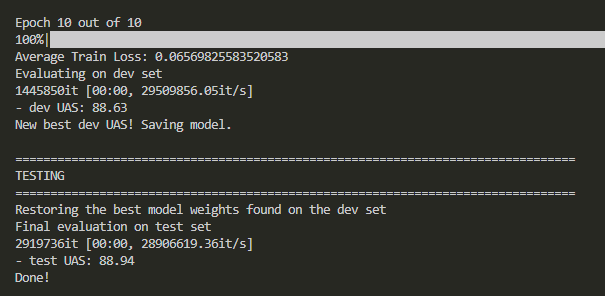 Epoch 10 out of 10
100%|
Average Train Loss: 0.06569825583520583
Evaluating on dev set
1445850it [00:00, 29509856.05it/s]
- dev UAS: 88.63
New best dev UAS! Saving model.
================================================================================
TESTING
================================================================================
Restoring the best model weights found on the dev set
Final evaluation on test set
2919736it [00:00, 28906619.36it/s]
- test UAS: 88.94
Done!